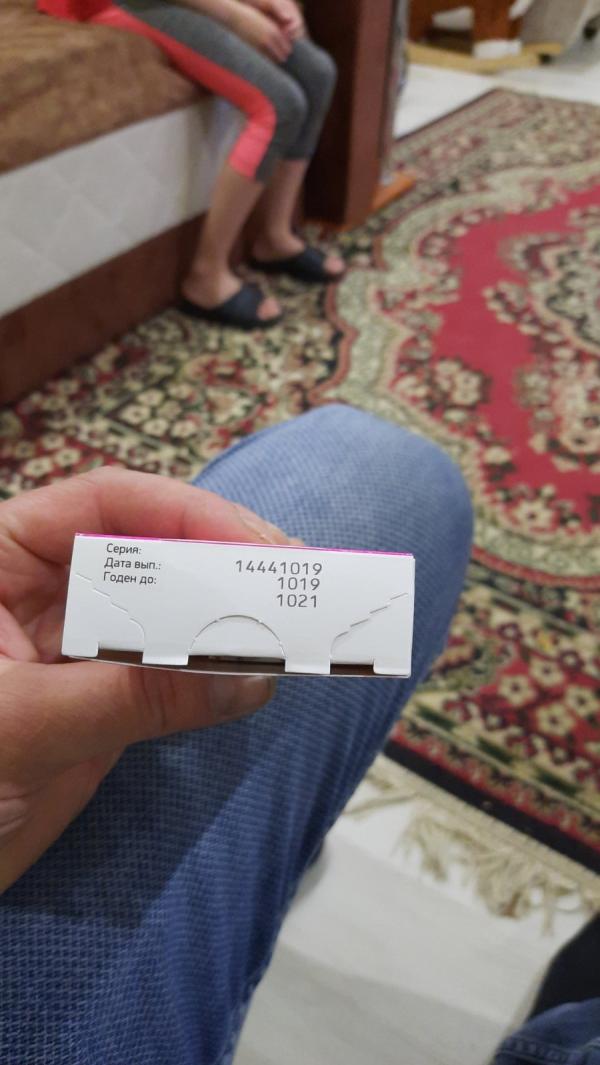 Серия: 14441019
Дата вып.: 1019
Годен до: 1021